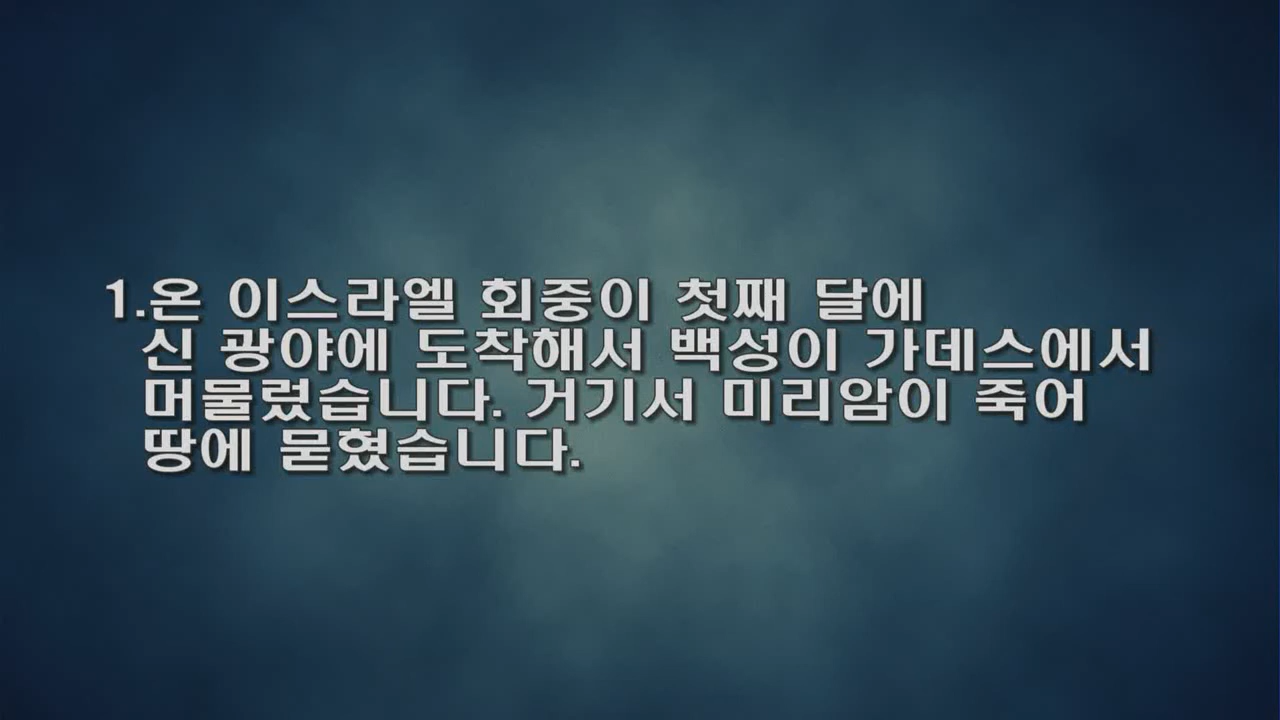 1.온 이스라엘 회중이 첫째 달에
신 광야에 도착해서 백성이 가데스에서
머물렀습니다. 거기서 미리암이 죽어
땅에 묻혔습니다.